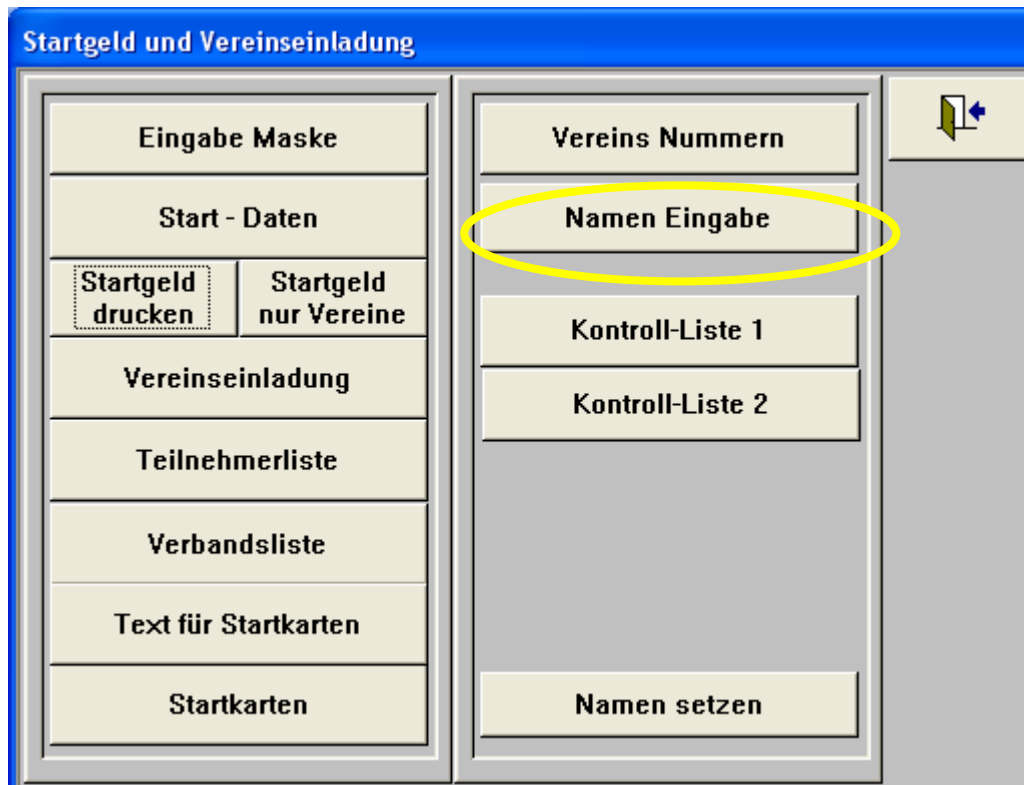 Startgeld und Vereinseinladung
Eingabe Maske
Start - Daten
Startgeld
drucken
Startgeld
nur Vereine
Vereinseinladung
Teilnehmerliste
Verbandsliste
Text für Startkarten
Startkarten
Vereins Nummern
Namen Eingabe
Kontroll-Liste 1
Kontroll-Liste 2
Namen setzen